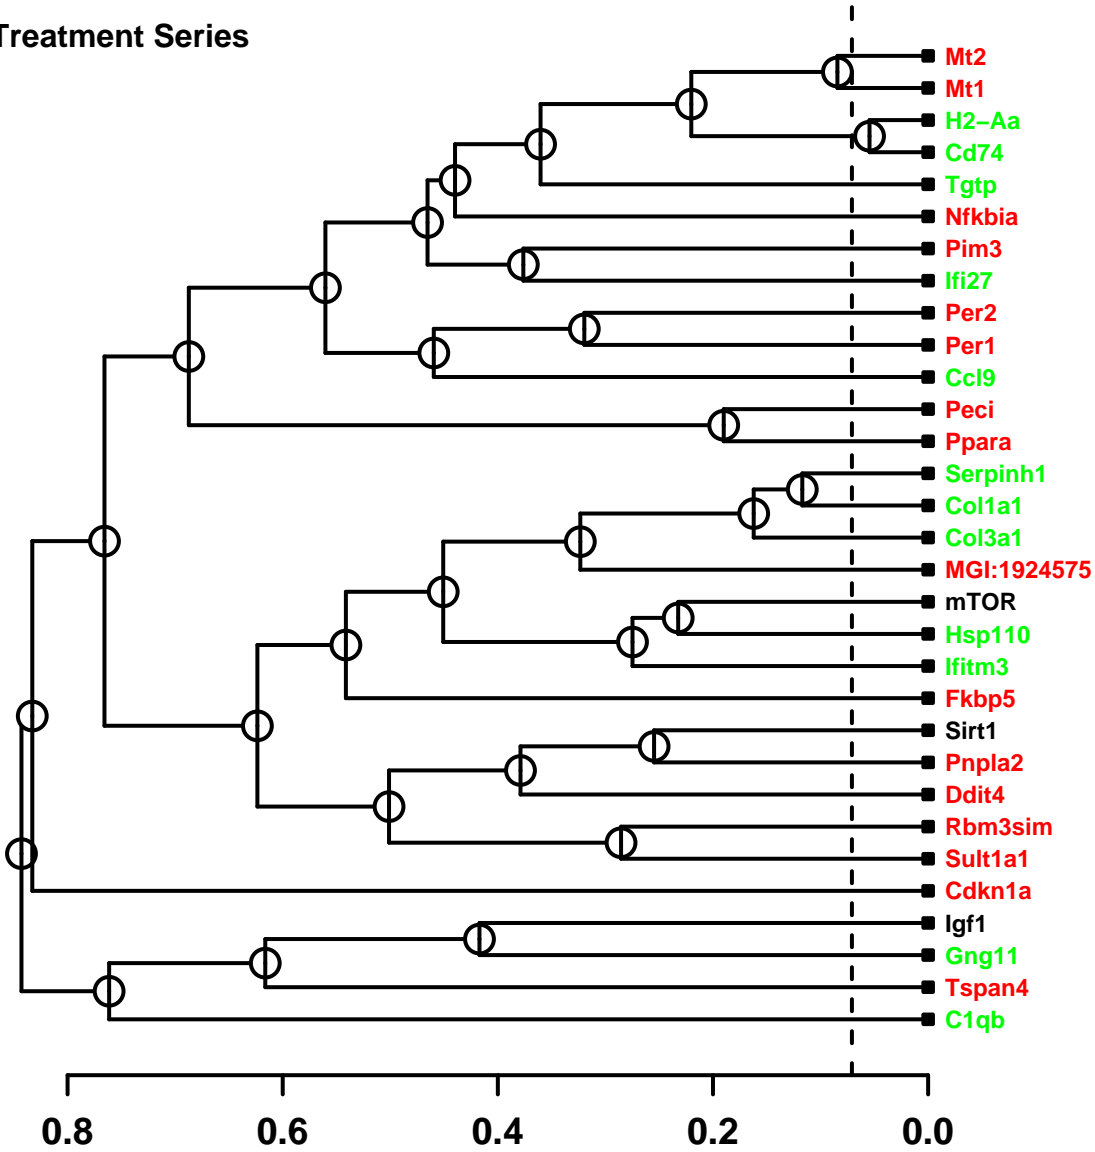 Treatment Series
Mt2
Mt1
H2−Aa
Cd74
Tgtp
Nfkbia
Pim3
Ifi27
Per2
Per1
Ccl9
Peci
Ppara
Serpinh1
Col1a1
Col3a1
MGI:1924575
mTOR
Hsp110
Ifitm3
Fkbp5
Sirt1
Pnpla2
Ddit4
Rbm3sim
Sult1a1
Cdkn1a
Igf1
Gng11
Tspan4
C1qb
0.8 0.6 0.4 0.2 0.0